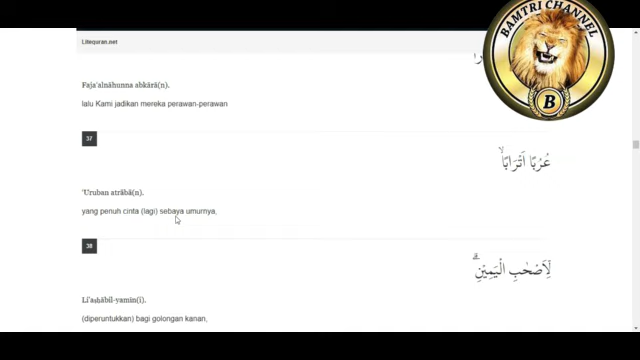 BAMTRI CHANNEL
B
Litequran.net
Faja'alnāhunna abkārā(n).
lalu Kami jadikan mereka perawan-perawan
37
عُرُبًا اَتْرَابًاۙ
'Uruban atrābā(n).
yang penuh cinta (lagi) sebaya umurnya,
38
لِّاَصْحٰبِ الْيَمِيْنِۗ
Li'aṣḥābil-yamīn(i).
(diperuntukkan) bagi golongan kanan,